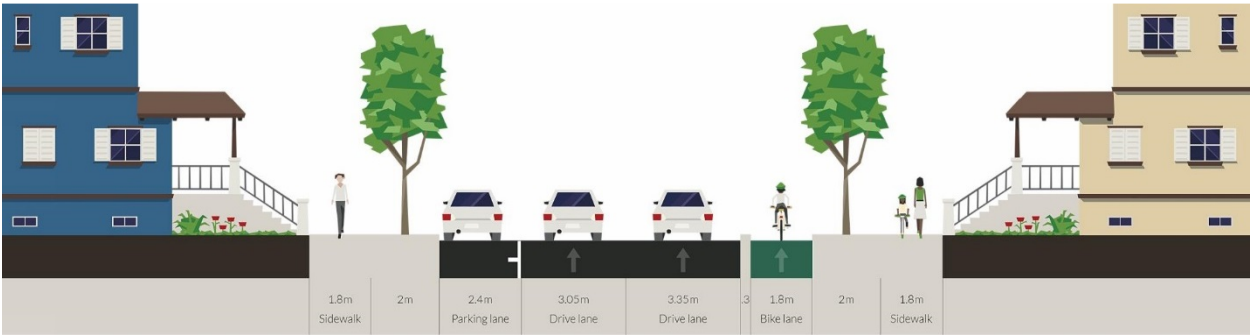 1.8m
Sidewalk
2m
2.4m
Parking lane
3.05m
Drive lane
3.35m
Drive lane
.3
1.8m
Bike lane
2m
1.8m
Sidewalk